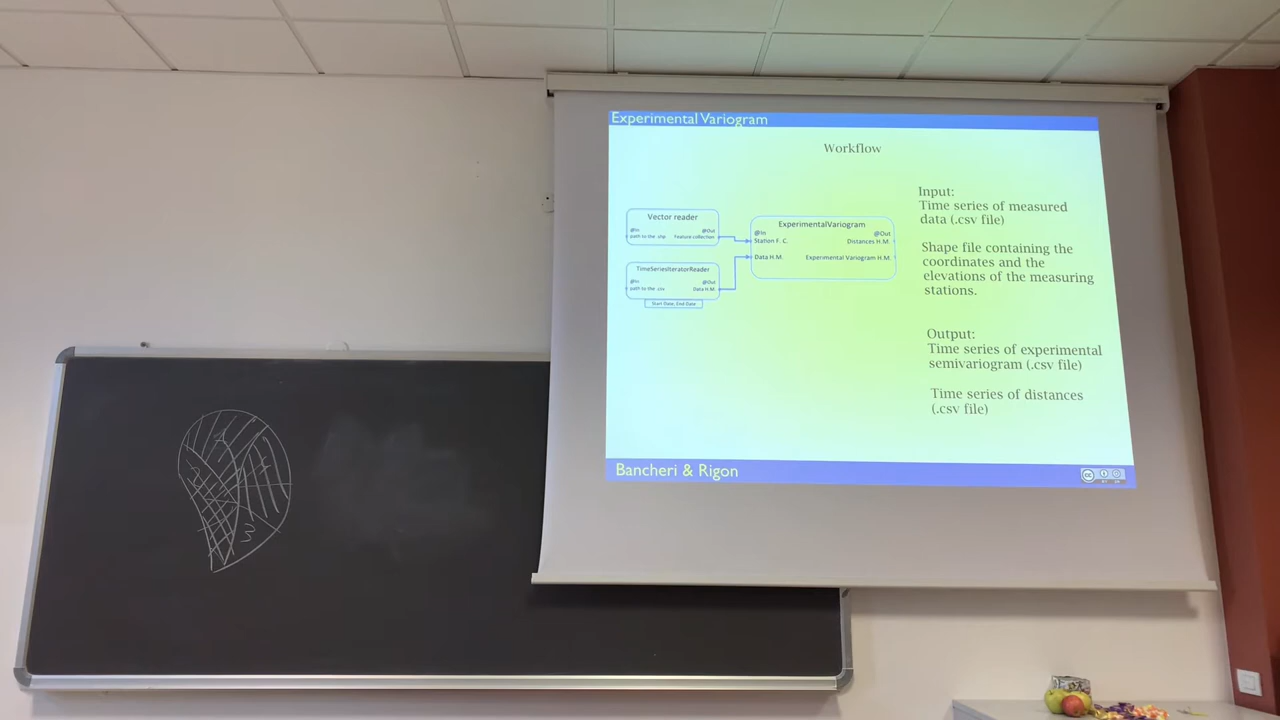 Experimental Variogram
Workflow
Vector reader
@In
@Out
path to the .shp
Feature collection
TimeSeriesIteratorReader
@In
@Out
path to the .csv
Data H.M.
Start Date, End Date
ExperimentalVariogram
@In
@Out
Station F. C.
Distances H.M.
Data H.M.
Experimental Variogram H.M.
Input:
Time series of measured
data (.csv file)
Shape file containing the
coordinates and the
elevations of the measuring
stations.
Output:
Time series of experimental
semivariogram (.csv file)
Time series of distances
(.csv file)
Bancheri & Rigon
cc
3